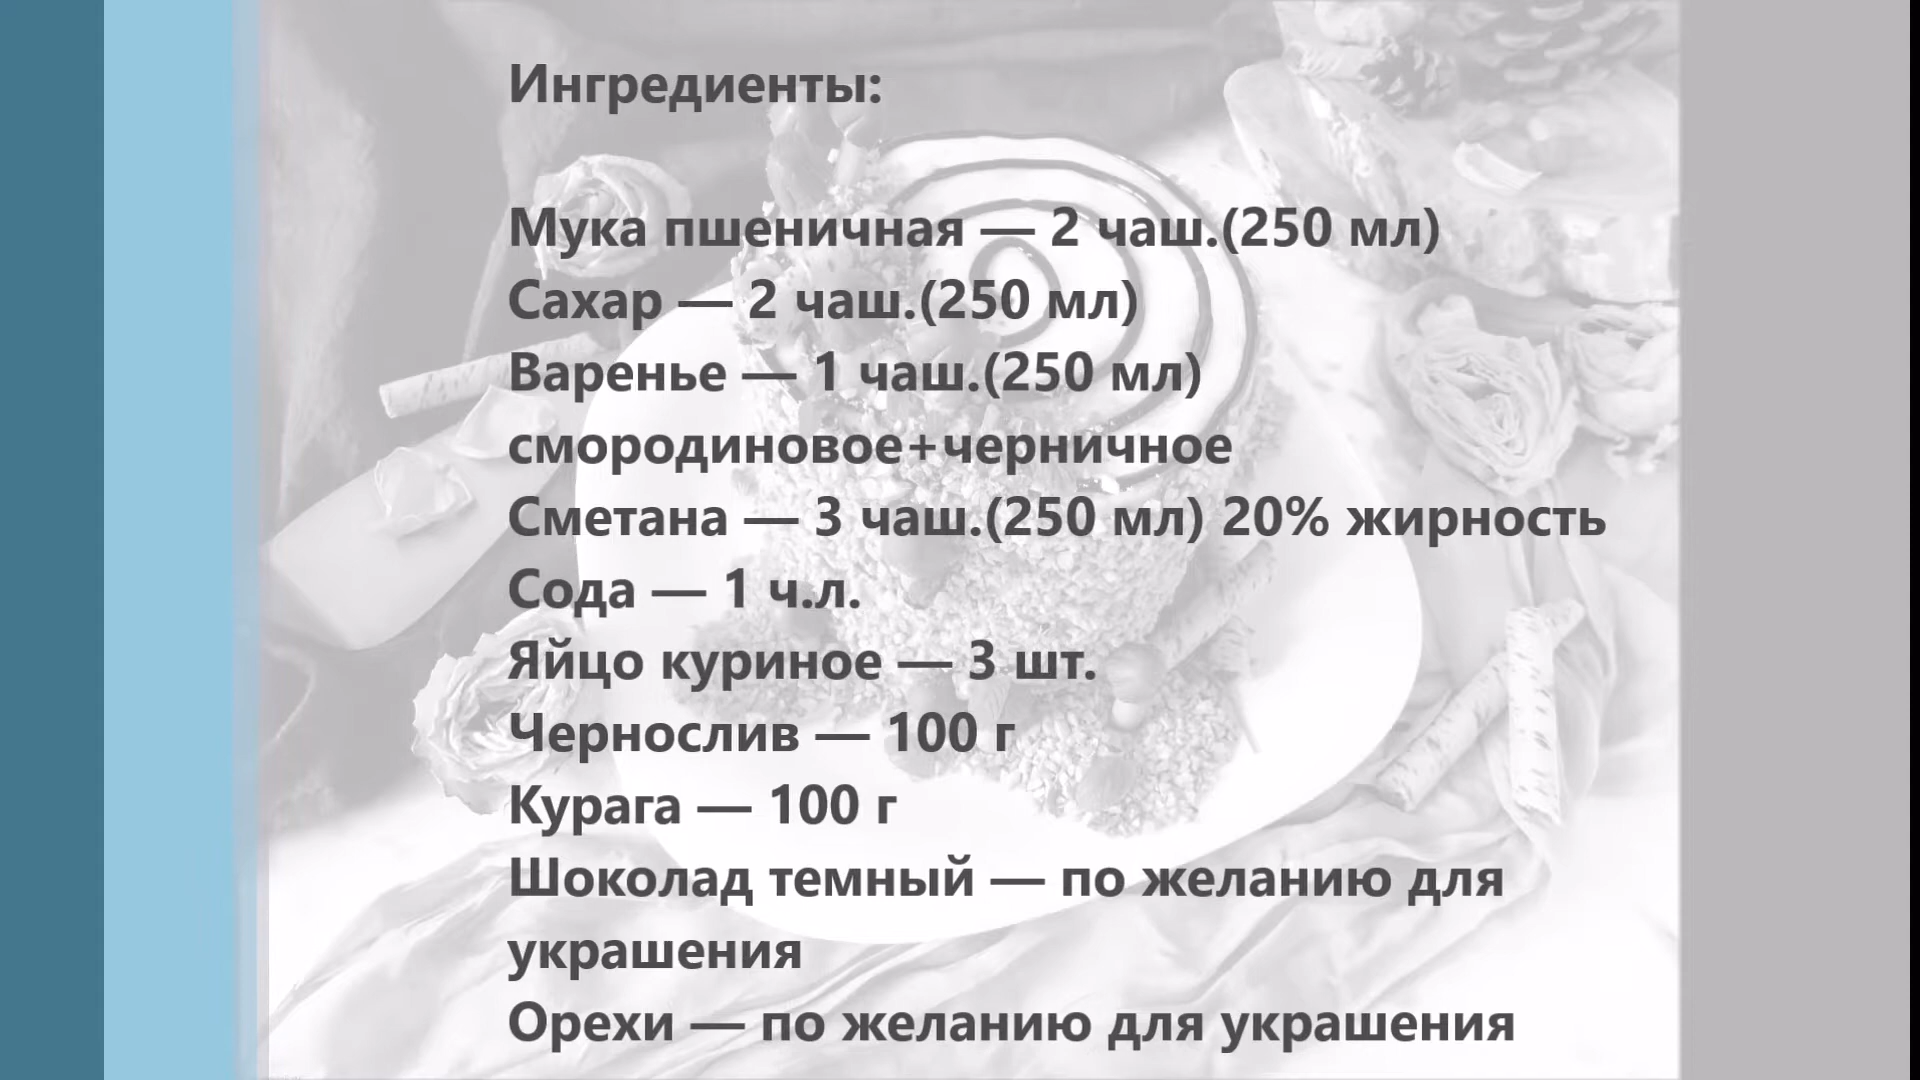 Ингредиенты:
Мука пшеничная — 2 чаш.(250 мл)
Сахар — 2 чаш.(250 мл)
Варенье — 1 чаш.(250 мл)
смородиновое+черничное
Сметана — 3 чаш.(250 мл) 20% жирность
Сода — 1 ч.л.
Яйцо куриное — 3 шт.
Чернослив — 100 г
Курага — 100 г
Шоколад темный — по желанию для
украшения
Орехи — по желанию для украшения